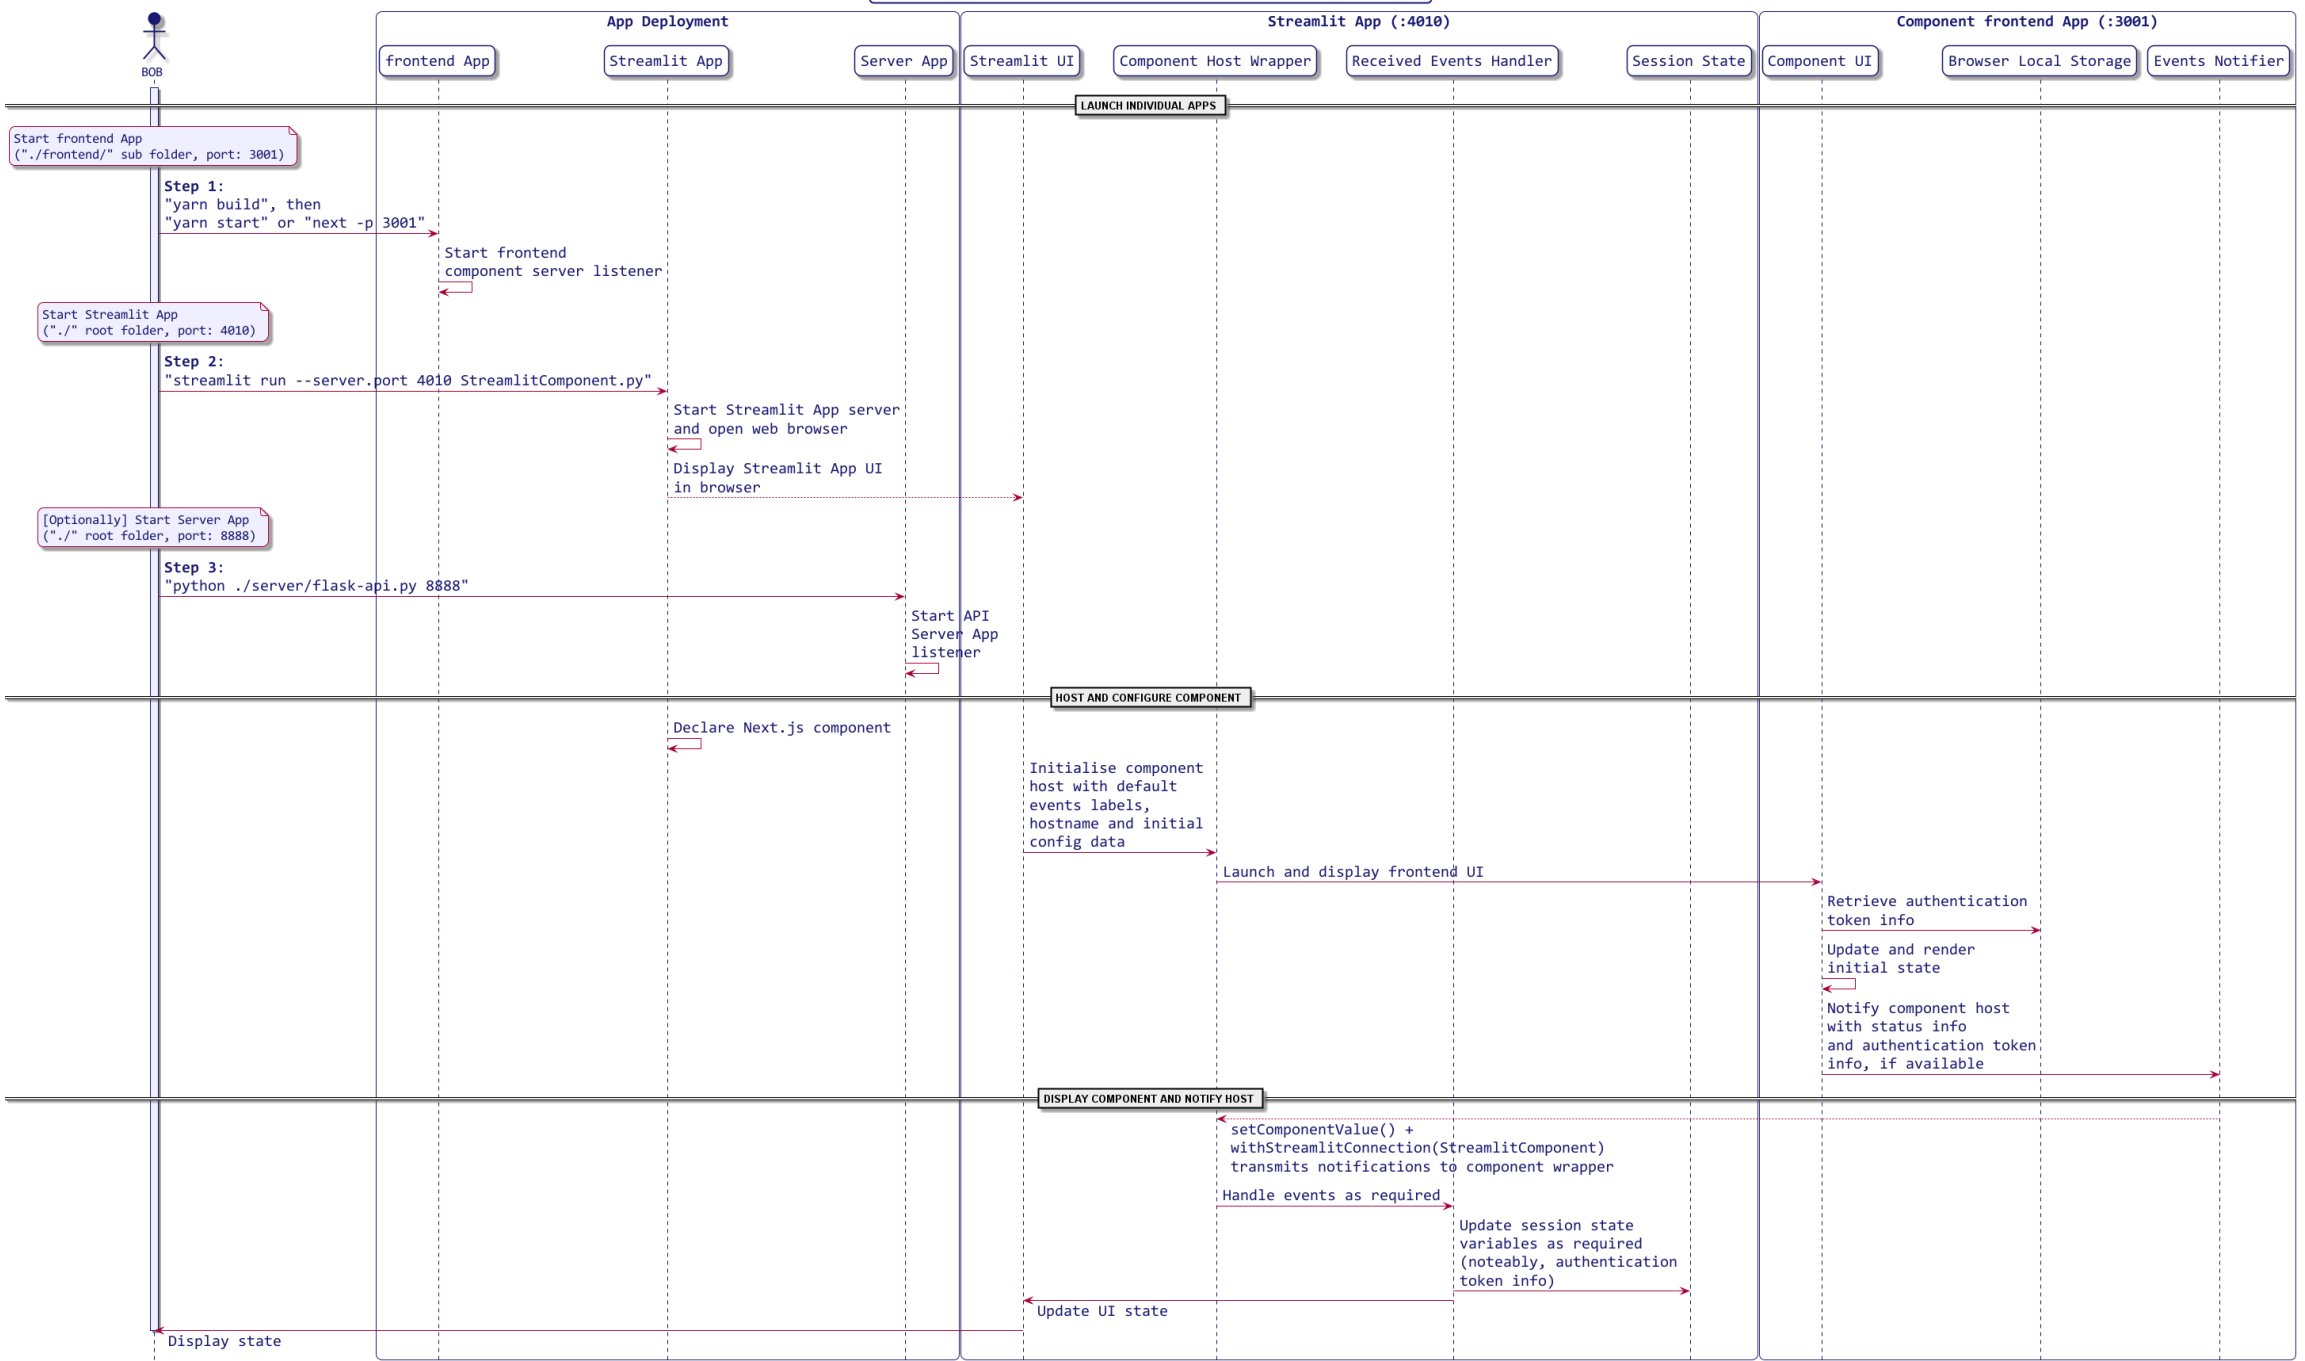 App Deployment
Streamlit App (:4010)
Component frontend App (:3001)
BOB
frontend App
Streamlit App
Server App
Streamlit UI
Component Host Wrapper
Received Events Handler
Session State
Component UI
Browser Local Storage
Events Notifier
LAUNCH INDIVIDUAL APPS
Start frontend App
("./frontend/" sub folder, port: 3001)
Step 1:
"yarn build", then
"yarn start" or "next -p 3001"
Start frontend
component server listener
Start Streamlit App
("./" root folder, port: 4010)
Step 2:
"streamlit run --server.port 4010 StreamlitComponent.py"
Start Streamlit App server
and open web browser
Display Streamlit App UI
in browser
[Optionally] Start Server App
("./" root folder, port: 8888)
Step 3:
"python ./server/flask-api.py 8888"
Start API
Server App
listener
HOST AND CONFIGURE COMPONENT
Declare Next.js component
Initialise component
host with default
events labels,
hostname and initial
config data
Launch and display frontend UI
Retrieve authentication
token info
Update and render
initial state
Notify component host
with status info
and authentication token
info, if available
DISPLAY COMPONENT AND NOTIFY HOST
setComponentValue() +
withStreamlitConnection(StreamlitComponent)
transmits notifications to component wrapper
Handle events as required
Update session state
variables as required
(noteably, authentication
token info)
Update UI state
Display state